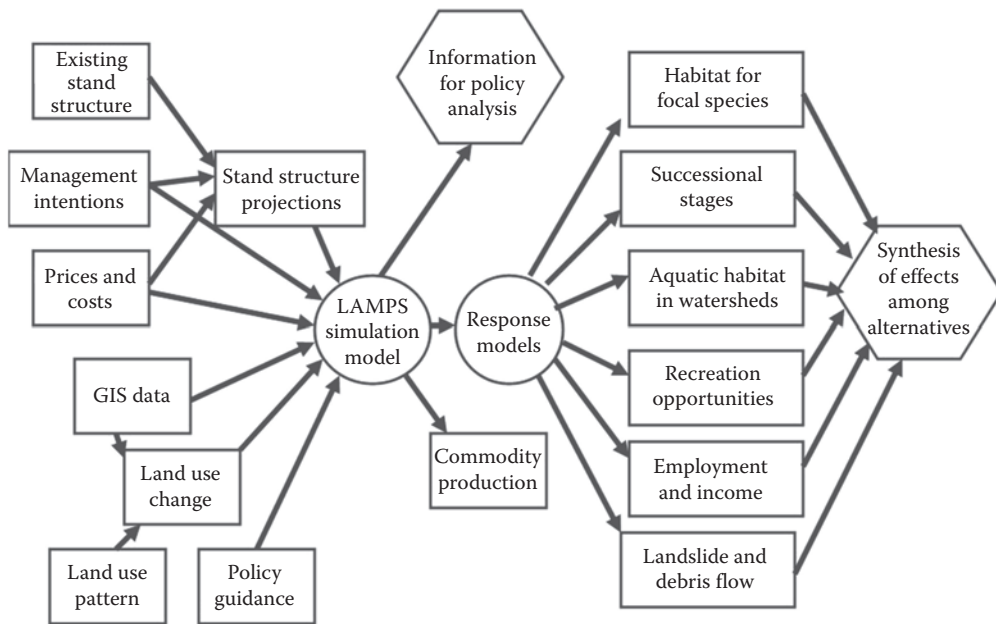 Existing
stand
structure
Management
intentions
Prices and
costs
Stand structure
projections
GIS data
Land use
change
Land use
pattern
Policy
guidance
Information
for policy
analysis
LAMPS
simulation
model
Response
models
Commodity
production
Habitat for
focal species
Successional
stages
Aquatic habitat
in watersheds
Recreation
opportunities
Employment
and income
Landslide and
debris flow
Synthesis
of effects
among
alternatives